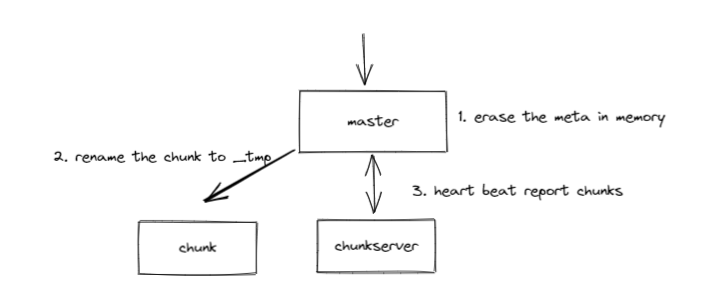 master
1. erase the meta in memory
2. rename the chunk to _tmp
3. heart beat report chunks
chunk
chunkserver